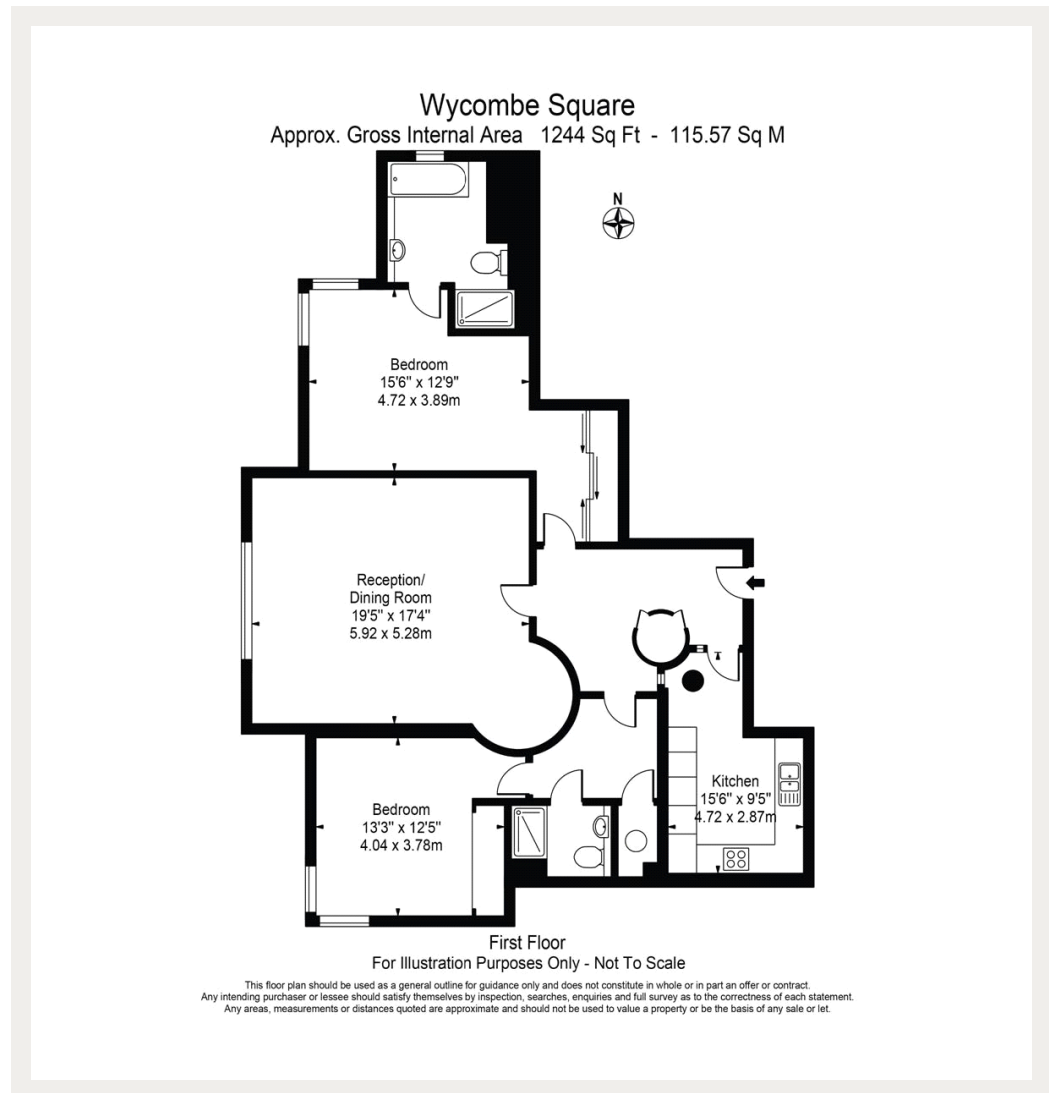 Wycombe Square
Approx. Gross Internal Area 1244 Sq Ft - 115.57 Sq M
N
Bedroom
15'6" x 12'9"
4.72 x 3.89m
Reception/
Dining Room
19'5" x 17'4"
5.92 x 5.28m
Kitchen
15'6" x 9'5"
4.72 x 2.87m
Bedroom
13'3" x 12'5"
4.04 x 3.78m
First Floor
For Illustration Purposes Only - Not To Scale
This floor plan should be used as a general outline for guidance only and does not constitute in whole or in part an offer or contract.
Any intending purchaser or lessee should satisfy themselves by inspection, searches, enquiries and full survey as to the correctness of each statement.
Any areas, measurements or distances quoted are approximate and should not be used to value a property or be the basis of any sale or let.